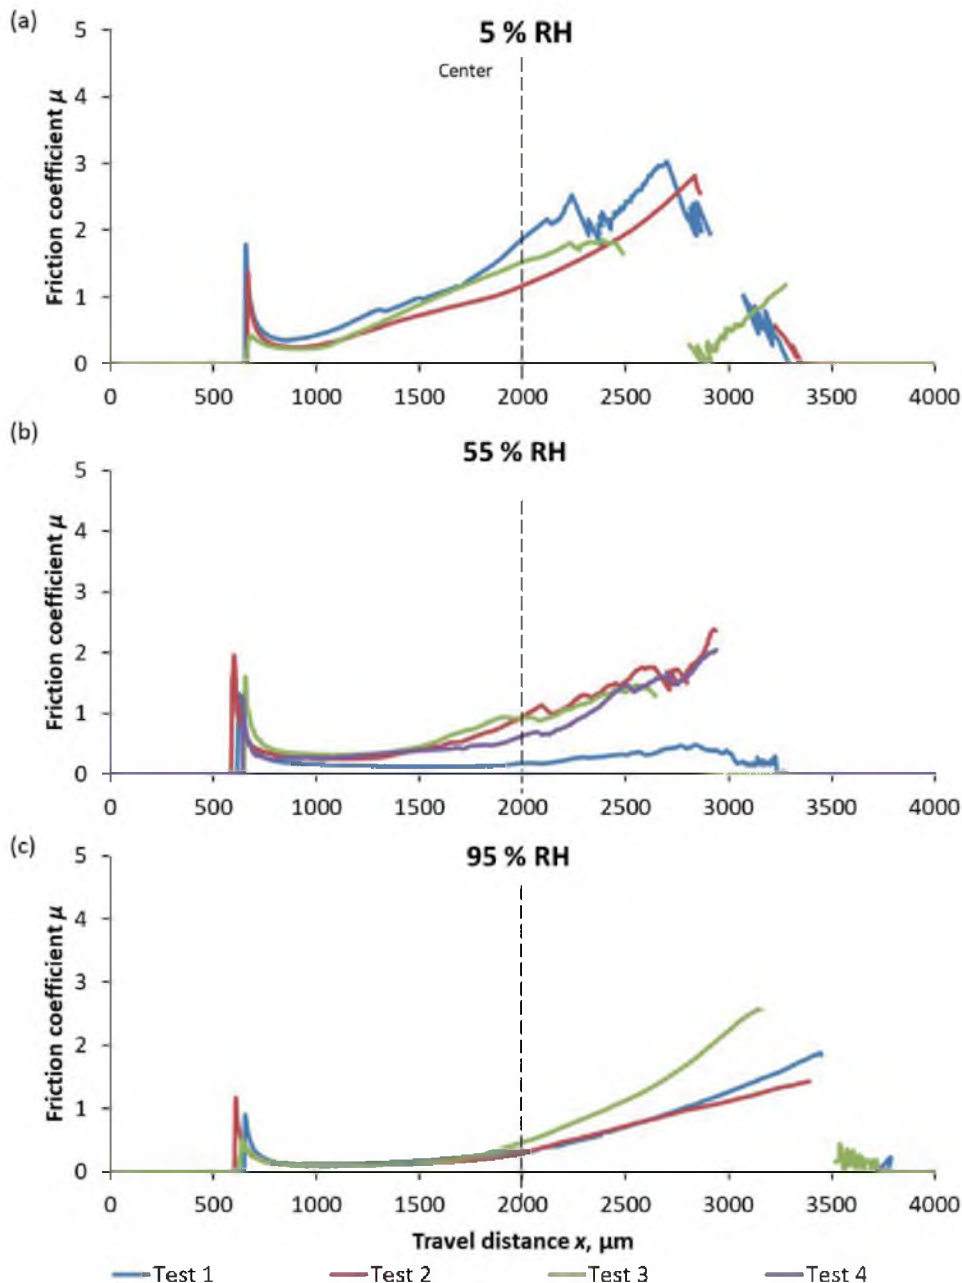 (a)
5 % RH
Center
Friction coefficient μ
5
4
3
2
1
0
0 500 1000 1500 2000 2500 3000 3500 4000
(b)
55 % RH
Friction coefficient μ
5
4
3
2
1
0
0 500 1000 1500 2000 2500 3000 3500 4000
(c)
95 % RH
Friction coefficient μ
5
4
3
2
1
0
0 500 1000 1500 2000 2500 3000 3500 4000
Travel distance x, μm
Test 1 Test 2 Test 3 Test 4